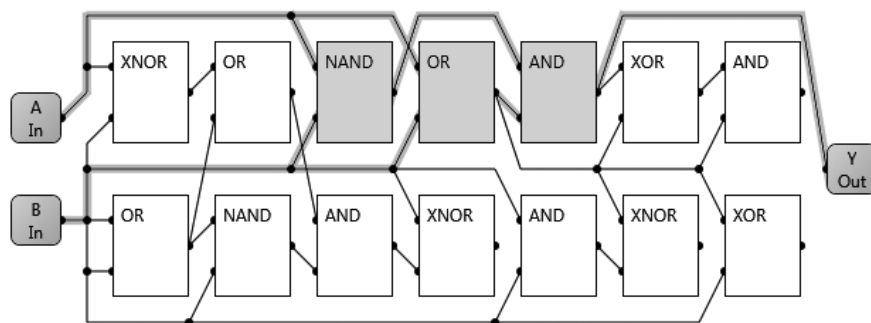 XNOR OR NAND OR AND XOR AND
A
In
Y
Out
B
In
OR NAND AND XNOR AND XNOR XOR